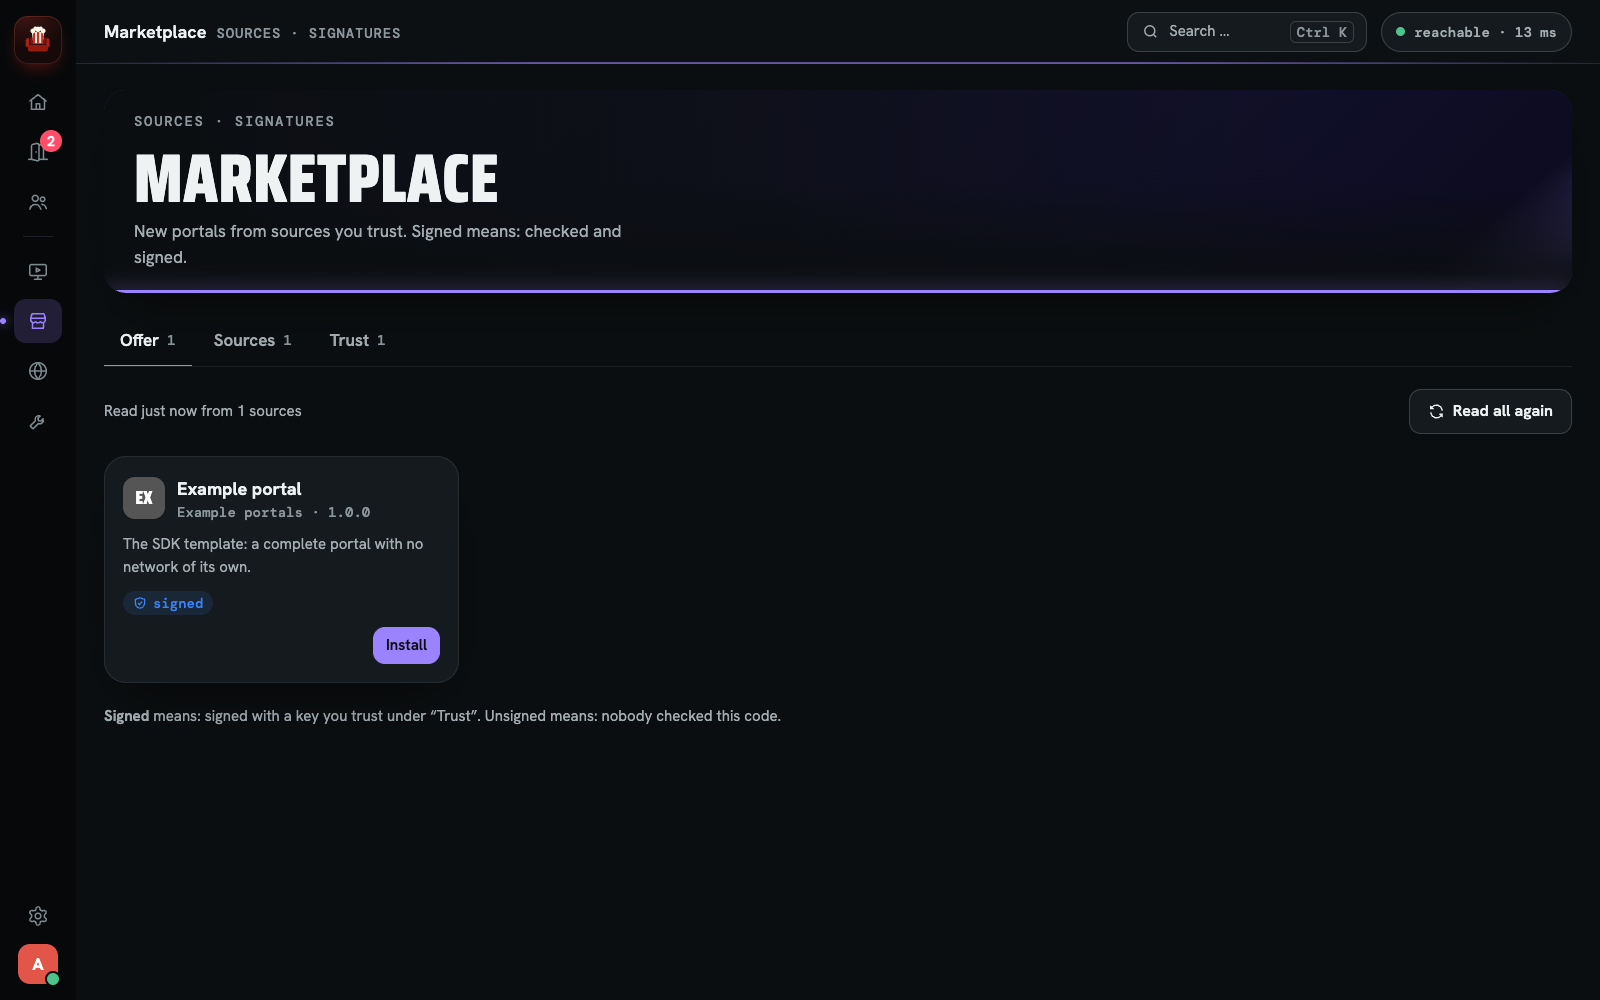 Marketplace SOURCES · SIGNATURES
Search ... Ctrl K
reachable · 13 ms
2
SOURCES · SIGNATURES
MARKETPLACE
New portals from sources you trust. Signed means: checked and
signed.
Offer 1 Sources 1 Trust 1
Read just now from 1 sources
Read all again
EX
Example portal
Example portals · 1.0.0
The SDK template: a complete portal with no
network of its own.
signed
Install
Signed means: signed with a key you trust under “Trust”. Unsigned means: nobody checked this code.
A